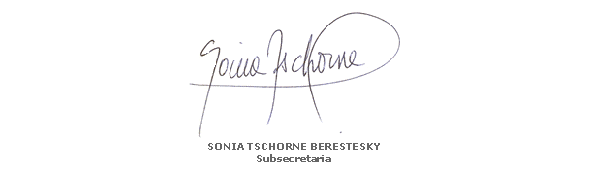 Sonia Tschorne
SONIA TSCHORNE BERESTESKY
Subsecretaria